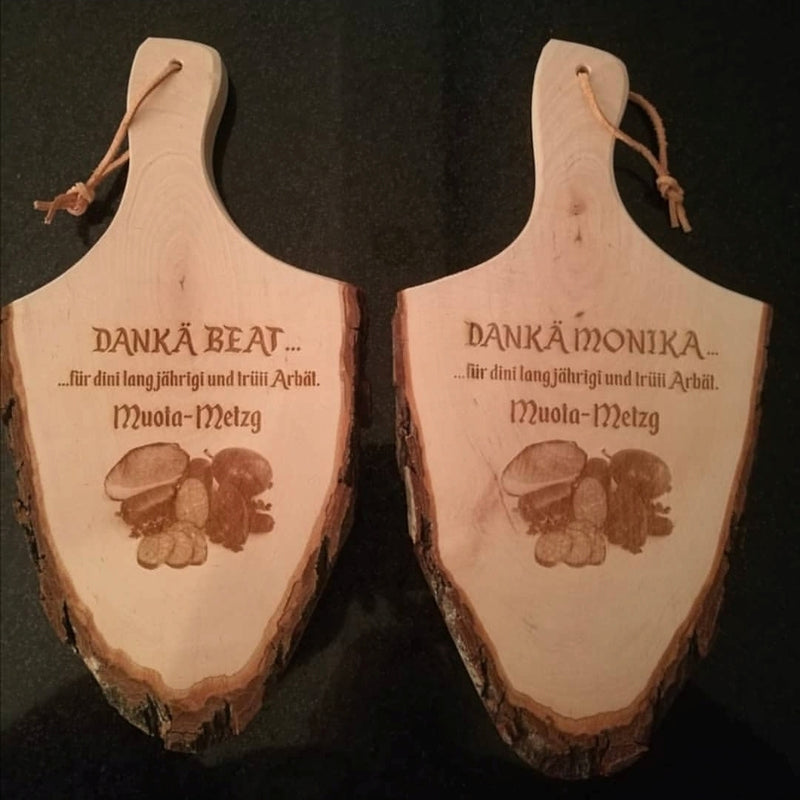 DANKÄ BEAT...
...für dini langjährigi und trüii Arbät.
Muota-Metzg
DANKÄ MONIKA...
...für dini langjährigi und trüii Arbät.
Muota-Metzg